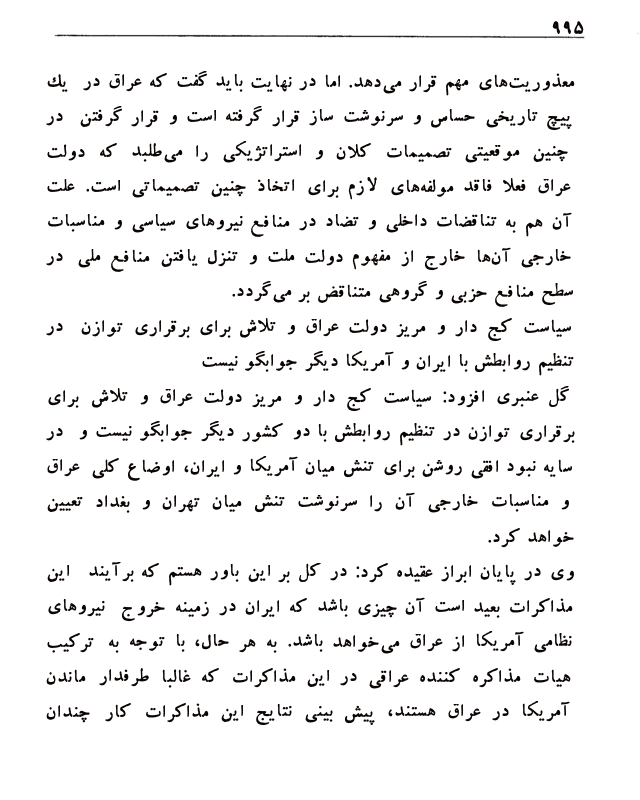 ۹۹۵
معذوریت‌های مهم قرار می‌دهد. اما در نهایت باید گفت که عراق در یك
پیچ تاریخی حساس و سرنوشت ساز قرار گرفته است و قرار گرفتن در
چنین موقعیتی تصمیمات کلان و استراتژیکی را می‌طلبد که دولت
عراق فعلا فاقد مولفه‌های لازم برای اتخاذ چنین تصمیماتی است. علت
آن هم به تناقضات داخلی و تضاد در منافع نیروهای سیاسی و مناسبات
خارجی آن‌ها خارج از مفهوم دولت ملت و تنزل یافتن منافع ملی در
سطح منافع حزبی و گروهی متناقض بر می‌گردد.
سیاست کج دار و مریز دولت عراق و تلاش برای برقراری توازن در
تنظیم روابطش با ایران و آمریکا دیگر جوابگو نیست
گل عنبری افزود: سیاست کج دار و مریز دولت عراق و تلاش برای
برقراری توازن در تنظیم روابطش با دو کشور دیگر جوابگو نیست و در
سایه نبود افقی روشن برای تنش میان آمریکا و ایران، اوضاع کلی عراق
و مناسبات خارجی آن را سرنوشت تنش میان تهران و بغداد تعیین
خواهد کرد.
وی در پایان ابراز عقیده کرد: در کل بر این باور هستم که برآیند این
مذاکرات بعید است آن چیزی باشد که ایران در زمینه خروج نیروهای
نظامی آمریکا از عراق می‌خواهد باشد. به هر حال، با توجه به ترکیب
هیات مذاکره کننده عراقی در این مذاکرات که غالبا طرفدار ماندن
آمریکا در عراق هستند، پیش بینی نتایج این مذاکرات کار چندان